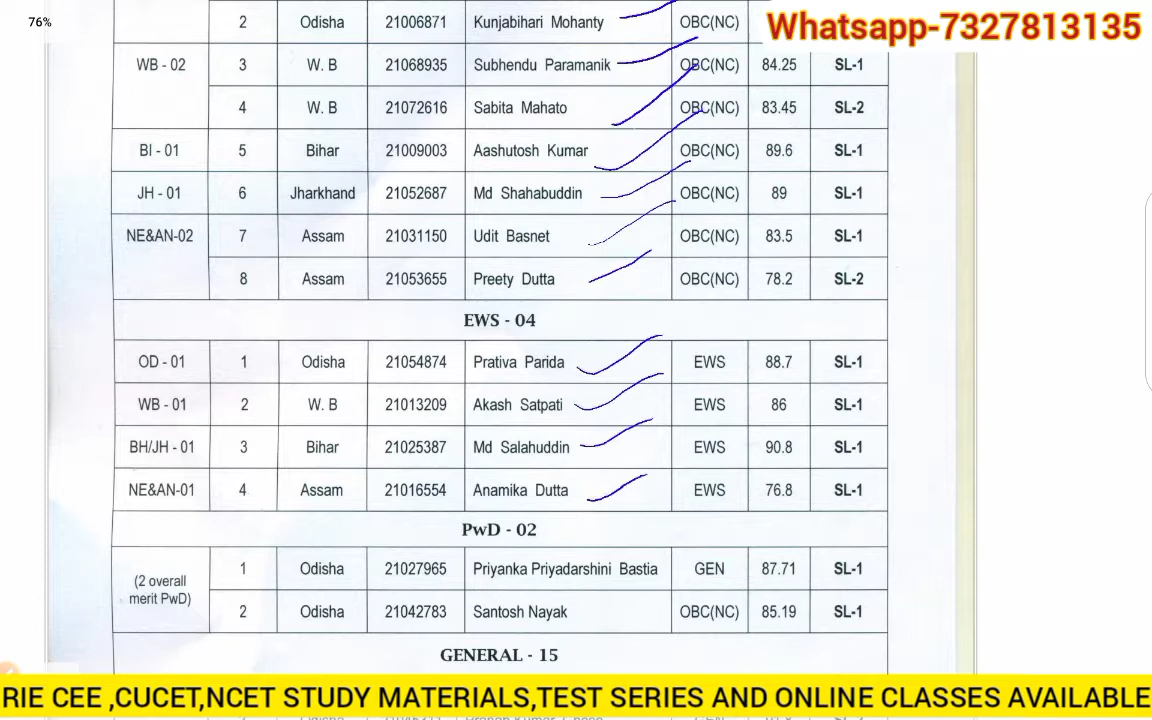 76%
Whatsapp-7327813135
2 Odisha 21006871 Kunjabihari Mohanty OBC(NC)
WB - 02 3 W. B 21068935 Subhendu Paramanik OBC(NC) 84.25 SL-1
4 W. B 21072616 Sabita Mahato OBC(NC) 83.45 SL-2
BI - 01 5 Bihar 21009003 Aashutosh Kumar OBC(NC) 89.6 SL-1
JH - 01 6 Jharkhand 21052687 Md Shahabuddin OBC(NC) 89 SL-1
NE&AN-02 7 Assam 21031150 Udit Basnet OBC(NC) 83.5 SL-1
8 Assam 21053655 Preety Dutta OBC(NC) 78.2 SL-2
EWS - 04
OD - 01 1 Odisha 21054874 Prativa Parida EWS 88.7 SL-1
WB - 01 2 W. B 21013209 Akash Satpati EWS 86 SL-1
BH/JH - 01 3 Bihar 21025387 Md Salahuddin EWS 90.8 SL-1
NE&AN-01 4 Assam 21016554 Anamika Dutta EWS 76.8 SL-1
PwD - 02
(2 overall
merit PwD)
1 Odisha 21027965 Priyanka Priyadarshini Bastia GEN 87.71 SL-1
2 Odisha 21042783 Santosh Nayak OBC(NC) 85.19 SL-1
GENERAL - 15
RIE CEE ,CUCET,NCET STUDY MATERIALS,TEST SERIES AND ONLINE CLASSES AVAILABLE